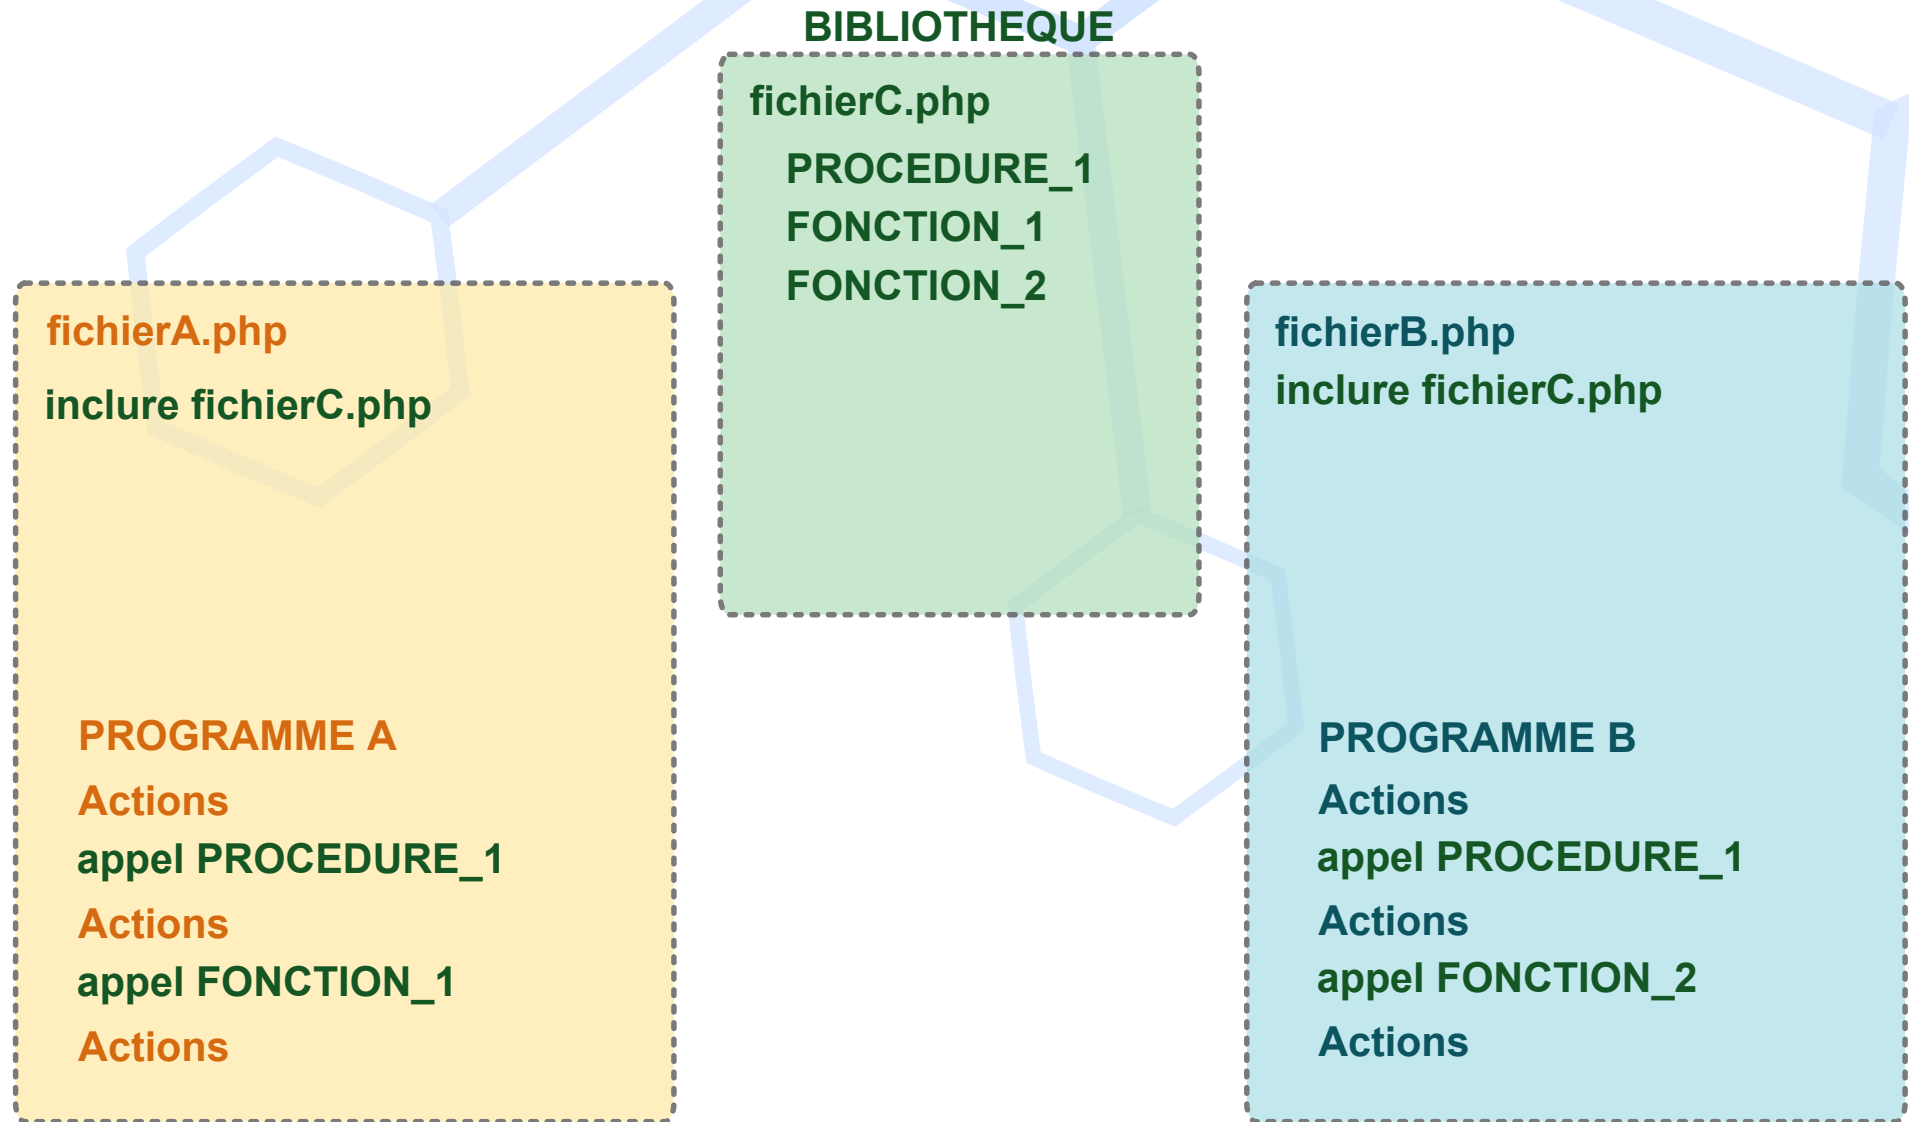 BIBLIOTHEQUE
fichierC.php
PROCEDURE_1
FONCTION_1
FONCTION_2
fichierA.php
inclure fichierC.php
PROGRAMME A
Actions
appel PROCEDURE_1
Actions
appel FONCTION_1
Actions
fichierB.php
inclure fichierC.php
PROGRAMME B
Actions
appel PROCEDURE_1
Actions
appel FONCTION_2
Actions